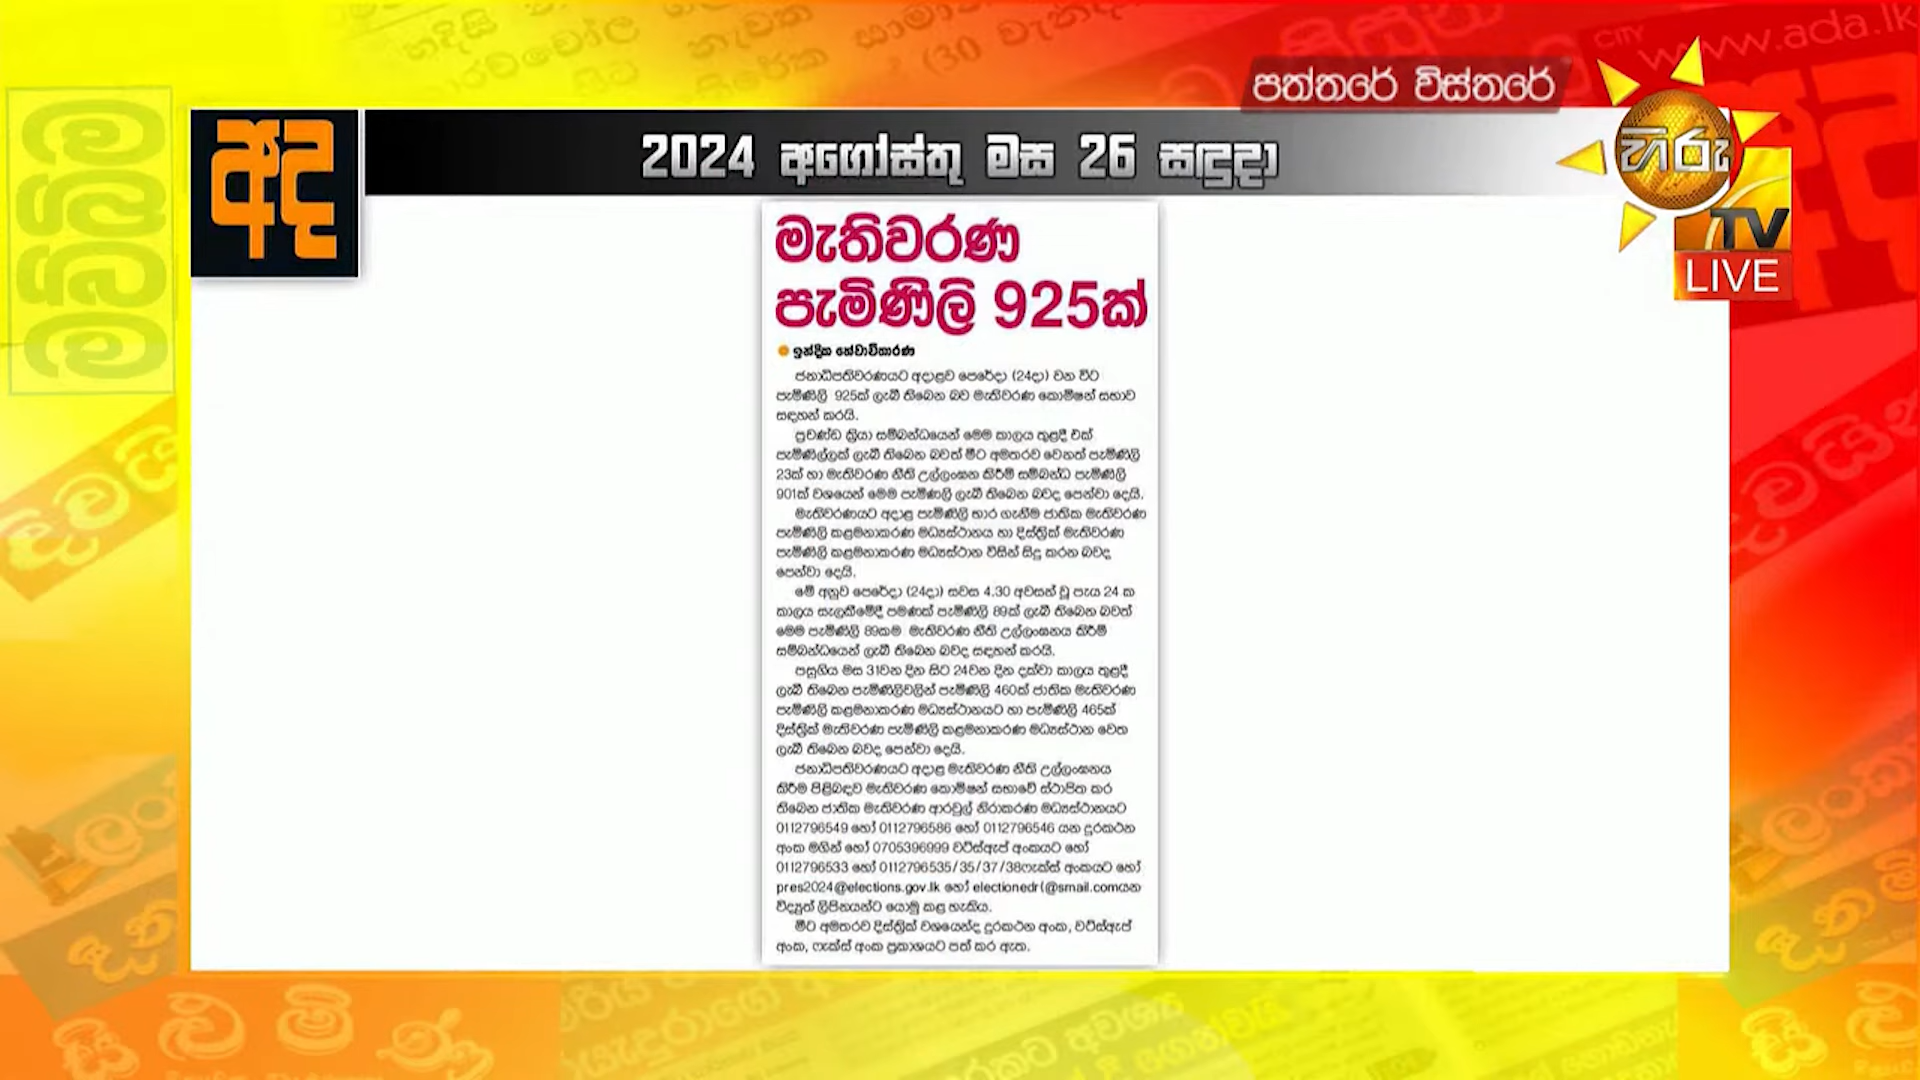 පත්තරේ විස්තරේ
www.ada.lk
අද
2024 අගෝස්තු මස 26 සඳුදා
හිරු
TV
LIVE
මැතිවරණ
පැමිණිලි 925ක්
ඉන්දික හේවාවිතාරණ
ජනාධිපතිවරණයට අදාළව පෙරේදා (24දා) වන විට
පැමිණිලි 925ක් ලැබී තිබෙන බව මැතිවරණ කොමිෂන් සභාව
සඳහන් කරයි.
ප්‍රචණ්ඩ ක්‍රියා සම්බන්ධයෙන් මෙම කාලය තුළදී එක්
පැමිණිල්ලක් ලැබී තිබෙන බවත් මීට අමතරව වෙනත් පැමිණිලි
23ක් හා මැතිවරණ නීති උල්ලංඝන කිරීම් සම්බන්ධ පැමිණිලි
901ක් වශයෙන් මෙම පැමිණලි ලැබී තිබෙන බවද පෙන්වා දෙයි.
මැතිවරණයට අදාළ පැමිණිලි භාර ගැනීම ජාතික මැතිවරණ
පැමිණිලි කළමනාකරණ මධ්‍යස්ථානය හා දිස්ත්‍රික් මැතිවරණ
පැමිණිලි කළමනාකරණ මධ්‍යස්ථාන විසින් සිදු කරන බවද
පෙන්වා දෙයි.
මේ අනුව පෙරේදා (24දා) සවස 4.30 අවසන් වූ පැය 24 ක
කාලය සැලකීමේදී පමණක් පැමිණිලි 89ක් ලැබී තිබෙන බවත්
මෙම පැමිණිලි 89කම මැතිවරණ නීති උල්ලංඝනය කිරීම්
සම්බන්ධයෙන් ලැබී තිබෙන බවද සඳහන් කරයි.
පසුගිය මස 31වන දින සිට 24වන දින දක්වා කාලය තුළදී
ලැබී තිබෙන පැමිණිලිවලින් පැමිණිලි 460ක් ජාතික මැතිවරණ
පැමිණිලි කළමනාකරණ මධ්‍යස්ථානයට හා පැමිණිලි 465ක්
දිස්ත්‍රික් මැතිවරණ පැමිණිලි කළමනාකරණ මධ්‍යස්ථාන වෙත
ලැබී තිබෙන බවද පෙන්වා දෙයි.
ජනාධිපතිවරණයට අදාළ මැතිවරණ නීති උල්ලංඝනය
කිරීම පිළිබඳව මැතිවරණ කොමිෂන් සභාවේ ස්ථාපිත කර
තිබෙන ජාතික මැතිවරණ ආරවුල් නිරාකරණ මධ්‍යස්ථානයට
0112796549 හෝ 0112796586 හෝ 0112796546 යන දුරකථන
අංක මගින් හෝ 0705396999 වට්ස්ඇප් අංකයට හෝ
0112796533 හෝ 0112796535/35/37/38ෆැක්ස් අංකයට හෝ
pres2024@elections.gov.lk හෝ electionedr(@smail.comයන
විද්‍යුත් ලිපිනයන්ට යොමු කළ හැකිය.
මීට අමතරව දිස්ත්‍රික් වශයෙන්ද දුරකථන අංක, වට්ස්ඇප්
අංක, ෆැක්ස් අංක ප්‍රකාශයට පත් කර ඇත.